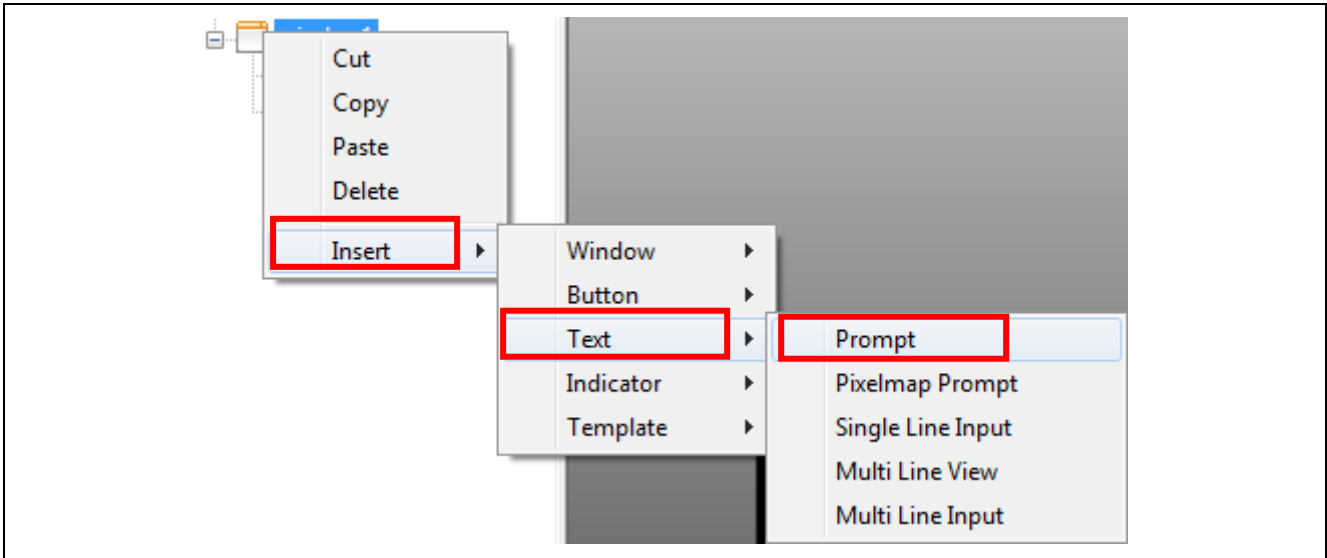 Cut
Copy
Paste
Delete
Insert
Window
Button
Text
Indicator
Template
Prompt
Pixelmap Prompt
Single Line Input
Multi Line View
Multi Line Input